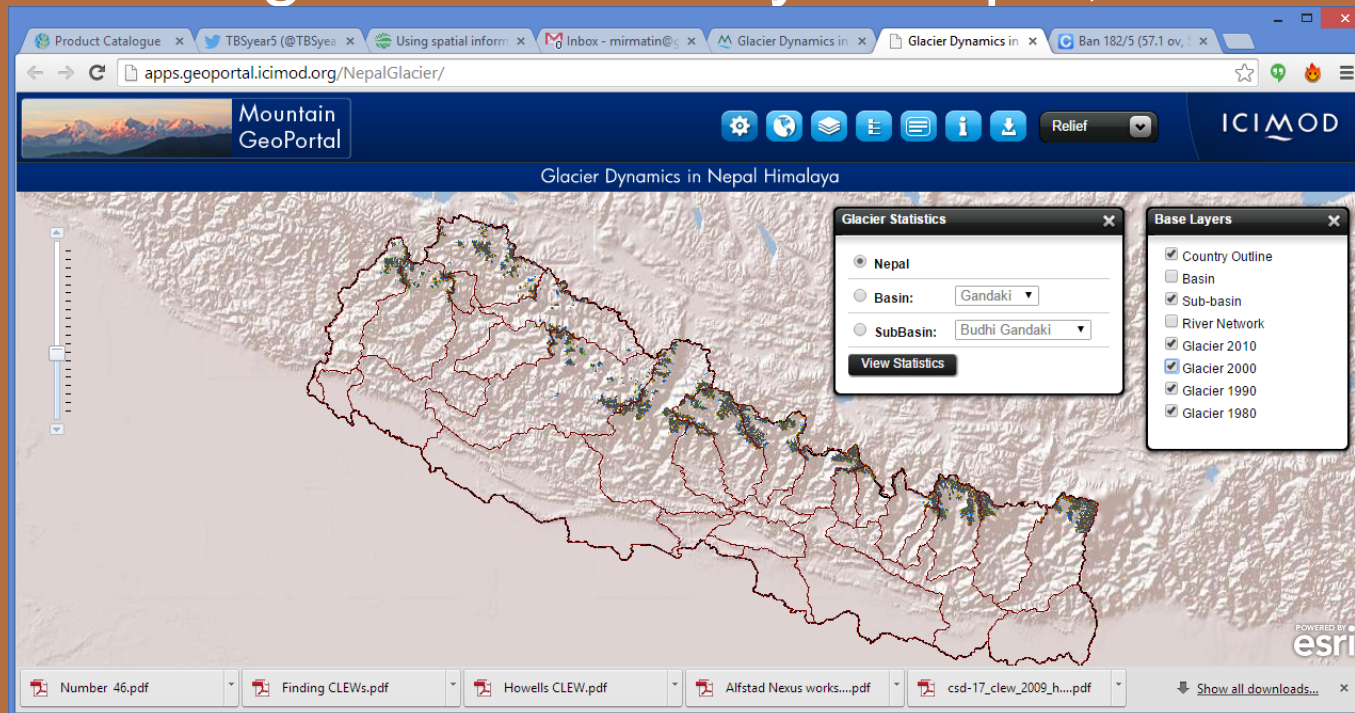 Product Catalogue
TBSyear5 (@TBSyea
Using spatial inform
Inbox - mirmatin@g
Glacier Dynamics in
Glacier Dynamics in
Ban 182/5 (57.1 ov,
apps.geoportal.icimod.org/NepalGlacier/
Mountain
GeoPortal
Relief
ICIMOD
Glacier Dynamics in Nepal Himalaya
Glacier Statistics
Nepal
Basin: Gandaki
SubBasin: Budhi Gandaki
View Statistics
Base Layers
Country Outline
Basin
Sub-basin
River Network
Glacier 2010
Glacier 2000
Glacier 1990
Glacier 1980
POWERED BY
esri
Number 46.pdf
Finding CLEWs.pdf
Howells CLEW.pdf
Alfstad Nexus works....pdf
csd-17_clew_2009_h....pdf
Show all downloads...